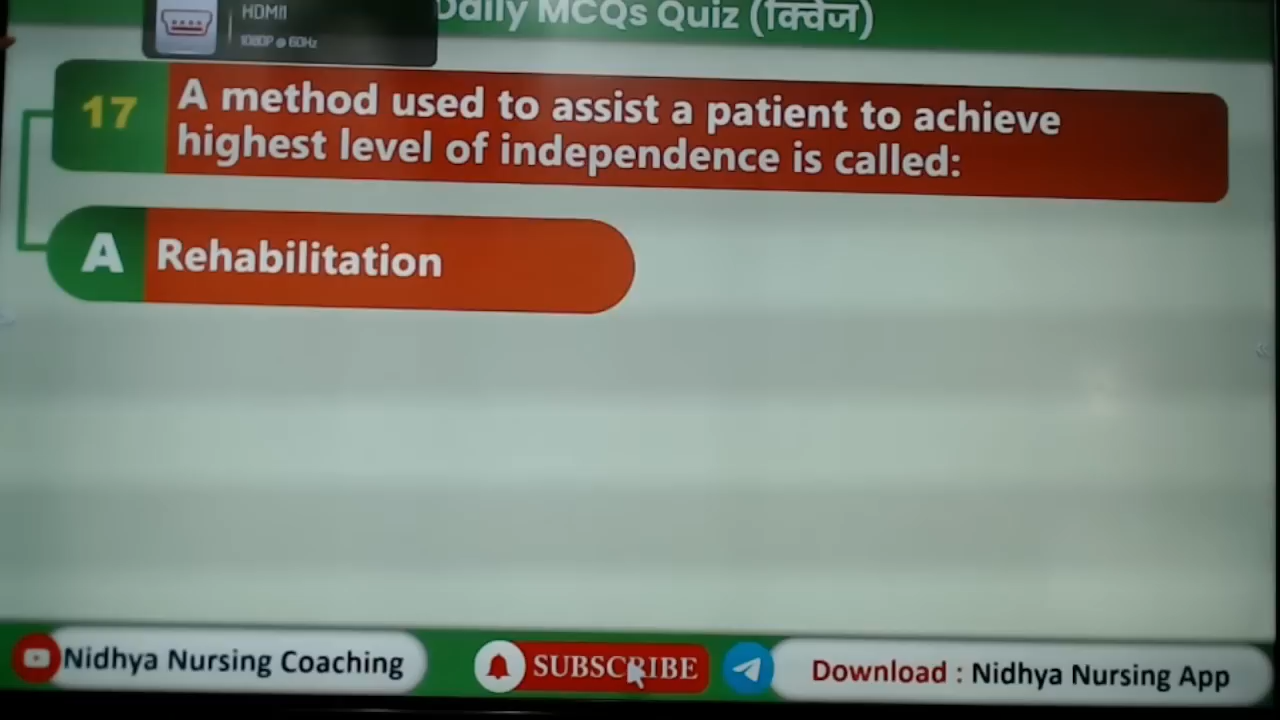 HDMI1
1080P @ 60Hz
Daily MCQs Quiz (क्विज)
17
A method used to assist a patient to achieve
highest level of independence is called:
A Rehabilitation
Nidhya Nursing Coaching
SUBSCRIBE
Download : Nidhya Nursing App